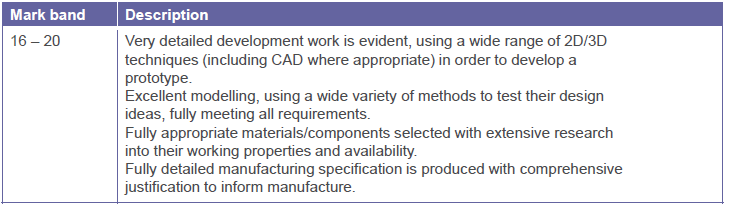 Mark band Description
16 – 20 Very detailed development work is evident, using a wide range of 2D/3D
techniques (including CAD where appropriate) in order to develop a
prototype.
Excellent modelling, using a wide variety of methods to test their design
ideas, fully meeting all requirements.
Fully appropriate materials/components selected with extensive research
into their working properties and availability.
Fully detailed manufacturing specification is produced with comprehensive
justification to inform manufacture.